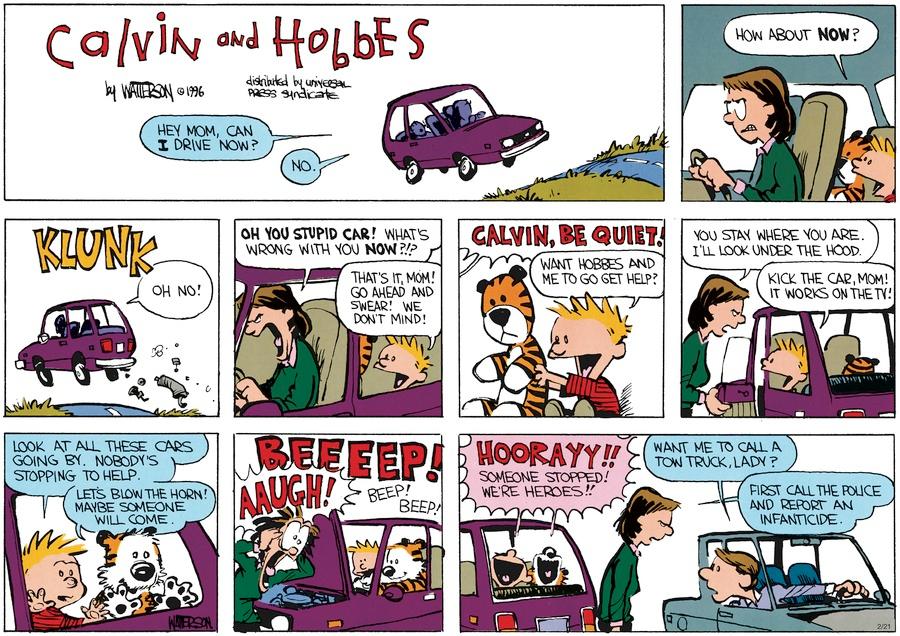 Calvin and Hobbes
by WATTERSON © 1996
distributed by universal
PRESS syndicate
HEY MOM, CAN
I DRIVE NOW?
NO.
HOW ABOUT NOW?
KLUNK
OH NO!
OH YOU STUPID CAR! WHAT'S
WRONG WITH YOU NOW?!?
THAT'S IT, MOM!
GO AHEAD AND
SWEAR! WE
DON'T MIND!
CALVIN, BE QUIET!
WANT HOBBES AND
ME TO GO GET HELP?
YOU STAY WHERE YOU ARE.
I'LL LOOK UNDER THE HOOD.
KICK THE CAR, MOM!
IT WORKS ON THE TV!
LOOK AT ALL THESE CARS
GOING BY. NOBODY'S
STOPPING TO HELP.
LET'S BLOW THE HORN!
MAYBE SOMEONE
WILL COME.
WATTERSON
BEEEEEP!
AAUGH!
BEEP!
BEEP!
HOORAYY!!
SOMEONE STOPPED!
WE'RE HEROES!!
WANT ME TO CALL A
TOW TRUCK, LADY?
FIRST CALL THE POLICE
AND REPORT AN
INFANTICIDE.
2/21